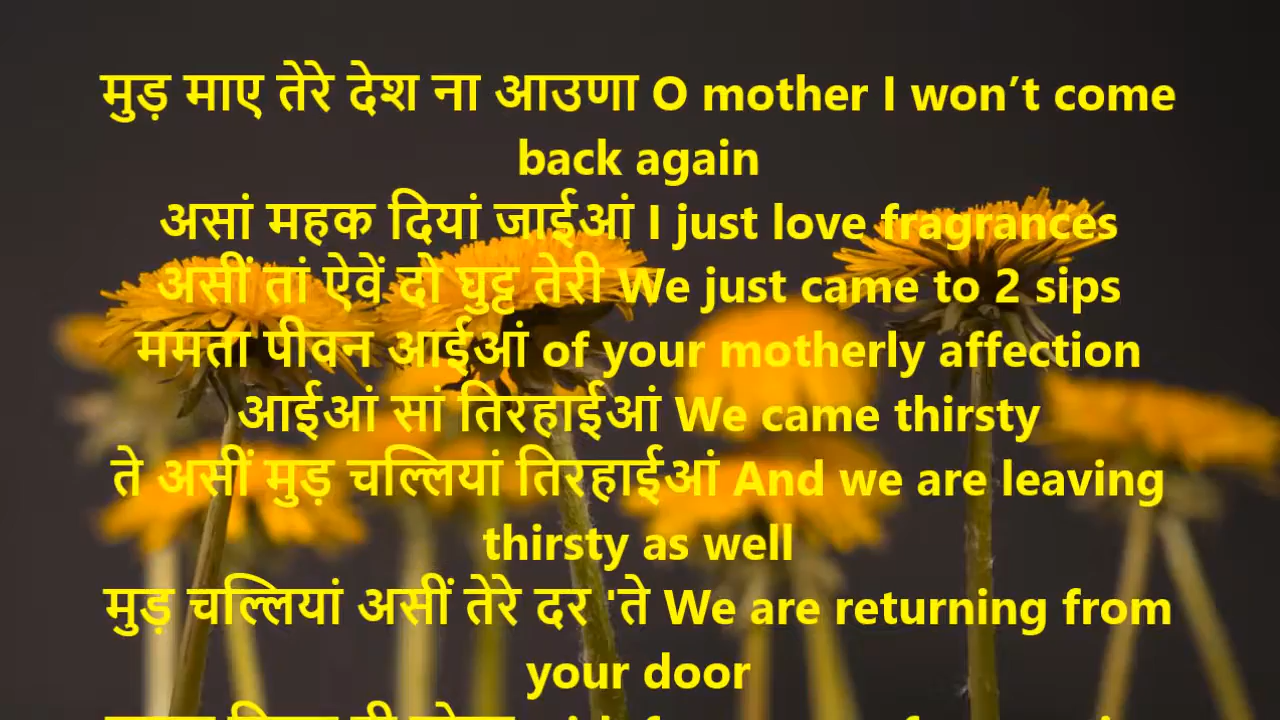 मुड़ माए तेरे देश ना आउणा O mother I won’t come
back again
असां महक दियां जाईआं I just love fragrances
असीं तां ऐवें दो घुट्ट तेरी We just came to 2 sips
ममता पीवन आईआं of your motherly affection
आईआं सां तिरहाईआं We came thirsty
ते असीं मुड़ चल्लियां तिरहाईआं And we are leaving
thirsty as well
मुड़ चल्लियां असीं तेरे दर 'ते We are returning from
your door